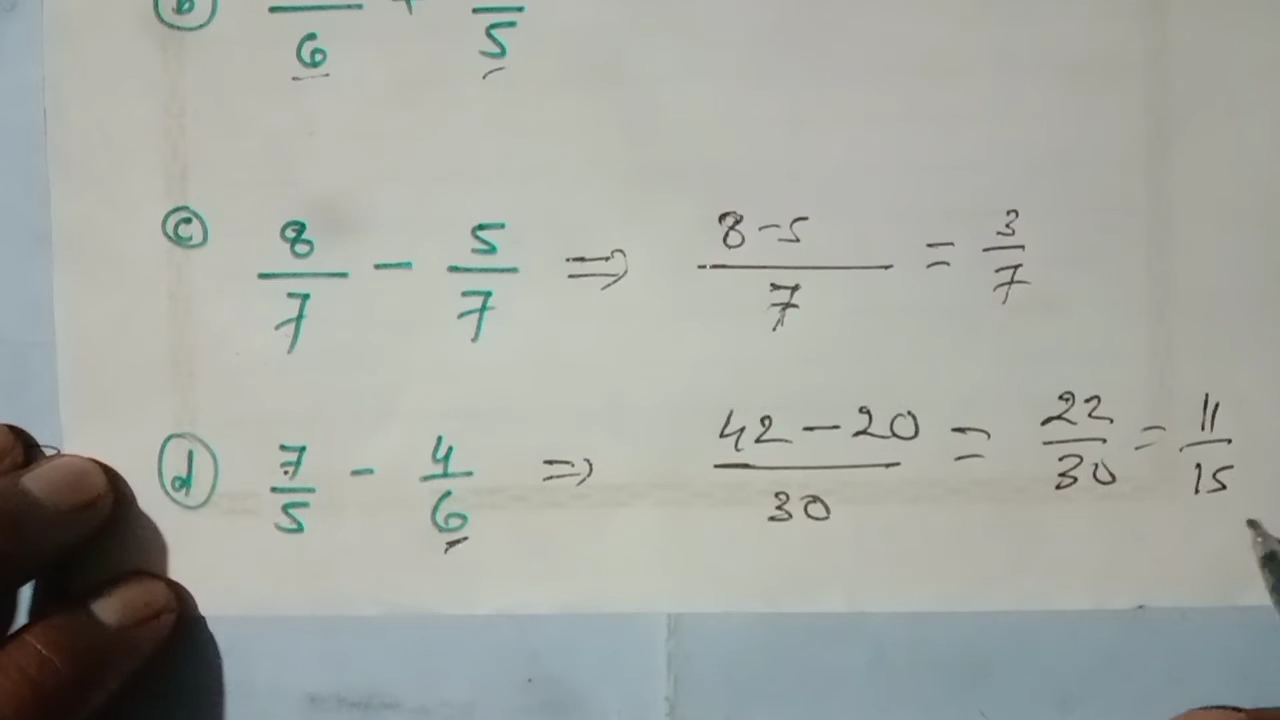 (b) /6 + /5
(c) 8/7 - 5/7 ⇒ 8-5/7 = 3/7
(d) 7/5 - 4/6 ⇒ 42-20/30 = 22/30 = 11/15